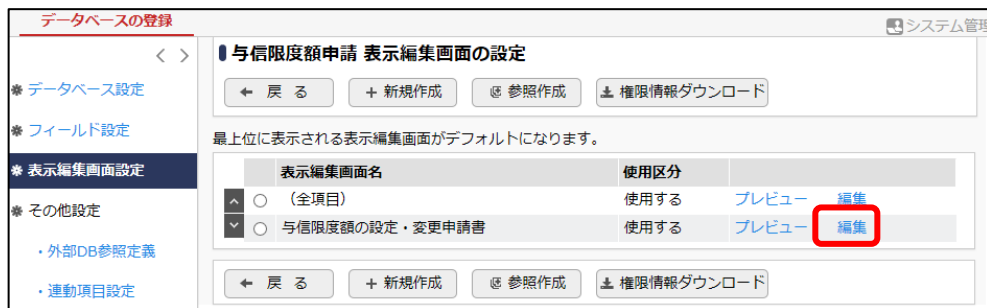 データベースの登録
システム管理
< >
与信限度額申請 表示編集画面の設定
← 戻 る + 新規作成 参照作成 権限情報ダウンロード
データベース設定
フィールド設定
最上位に表示される表示編集画面がデフォルトになります。
表示編集画面設定
表示編集画面名 使用区分
(全項目) 使用する プレビュー 編集
その他設定
与信限度額の設定・変更申請書 使用する プレビュー 編集
・外部DB参照定義
・連動項目設定
← 戻 る + 新規作成 参照作成 権限情報ダウンロード